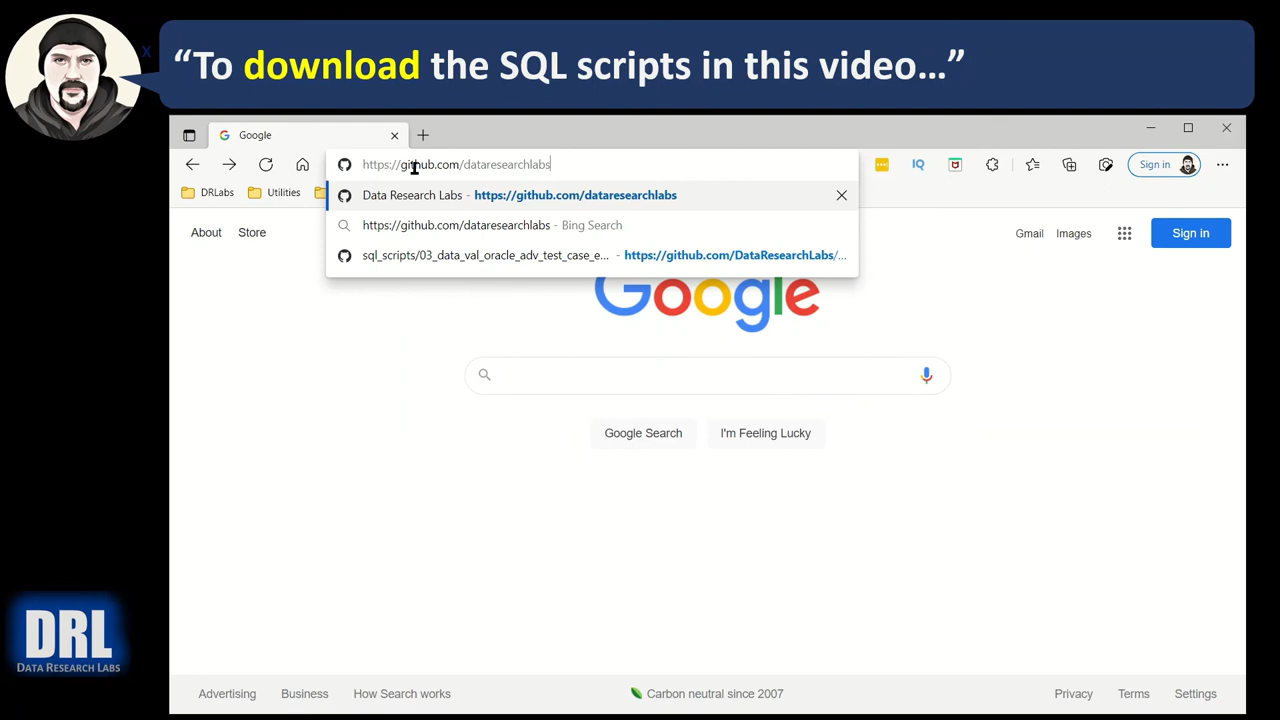 x
“To download the SQL scripts in this video…”
Google
https://github.com/dataresearchlabs
IQ
Sign in
DRLabs
Utilities
Data Research Labs - https://github.com/dataresearchlabs
https://github.com/dataresearchlabs - Bing Search
sql_scripts/03_data_val_oracle_adv_test_case_e... - https://github.com/DataResearchLabs/...
About Store
Gmail Images
Sign in
Google
Google Search I'm Feeling Lucky
DRL
DATA RESEARCH LABS
Advertising Business How Search works
Carbon neutral since 2007
Privacy Terms Settings